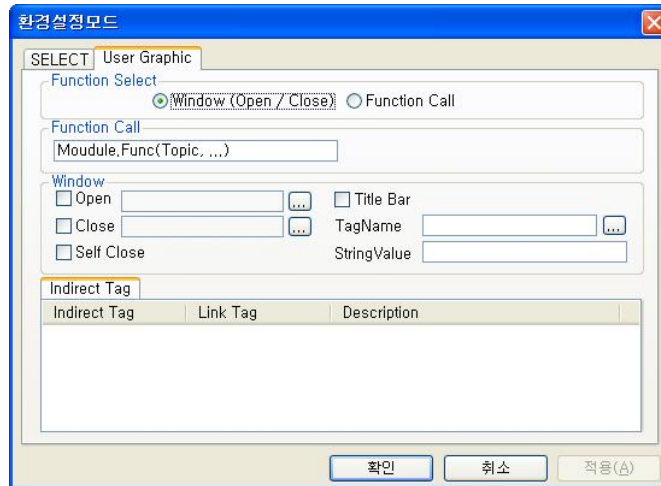 환경설정모드
SELECT User Graphic
Function Select
Window (Open / Close) Function Call
Function Call
Moudule,Func(Topic, ,,,)
Window
Open ... Title Bar
Close ... TagName ...
Self Close StringValue
Indirect Tag
Indirect Tag Link Tag Description
확인 취소 적용(A)